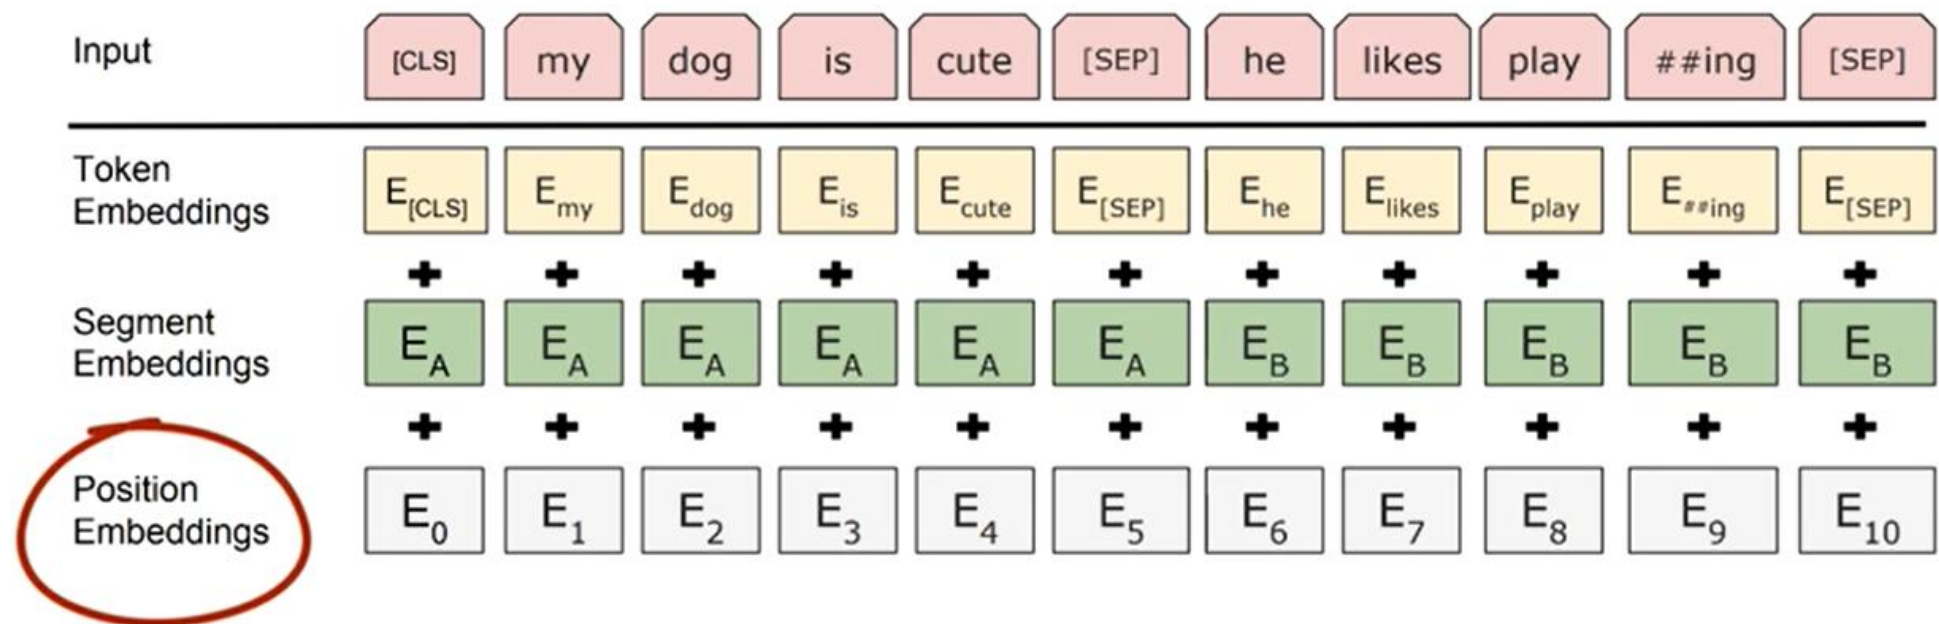 Input [CLS] my dog is cute [SEP] he likes play ##ing [SEP]
Token
Embeddings
E[CLS] Emy Edog Eis Ecute E[SEP] Ehe Elikes Eplay E##ing E[SEP]
+ + + + + + + + + + +
Segment
Embeddings
EA EA EA EA EA EA EB EB EB EB EB
+ + + + + + + + + + +
Position
Embeddings
E0 E1 E2 E3 E4 E5 E6 E7 E8 E9 E10